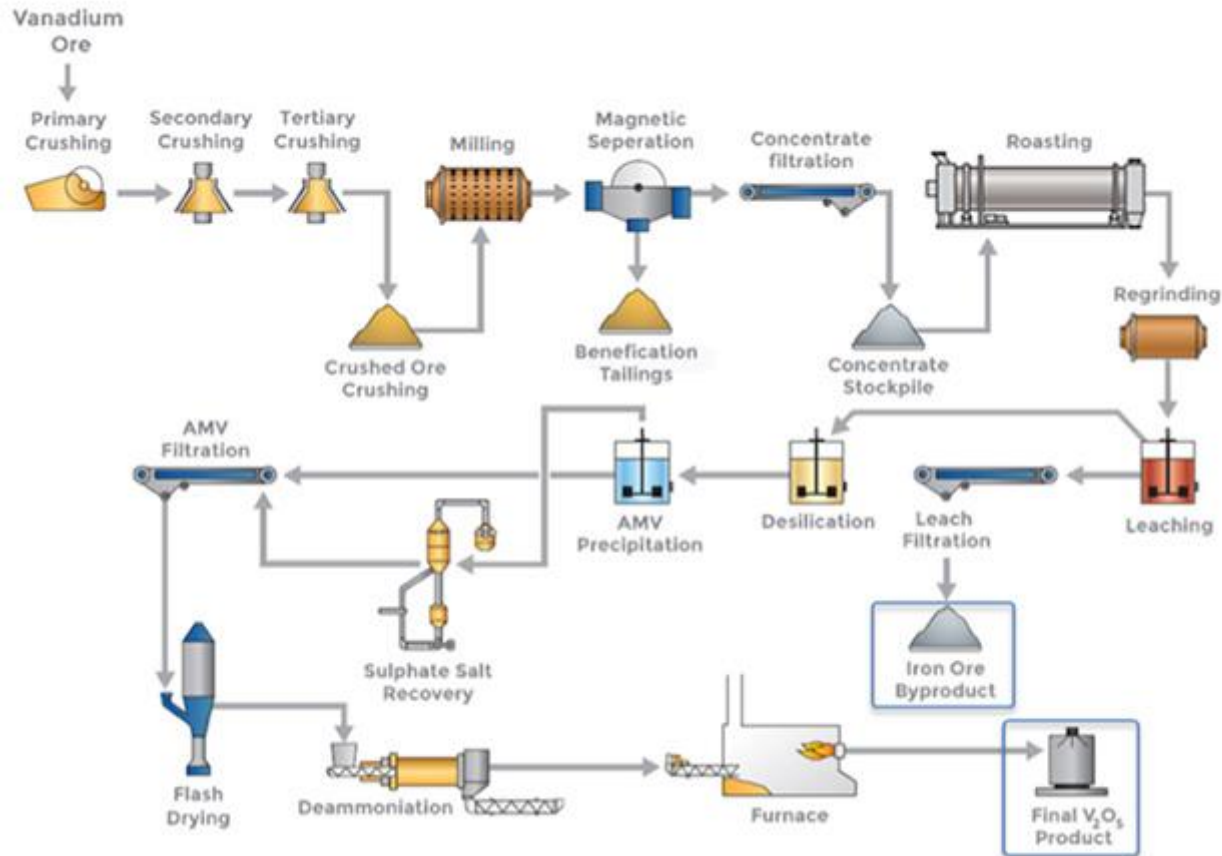 Vanadium
Ore
Primary
Crushing
Secondary
Crushing
Tertiary
Crushing
Milling
Magnetic
Seperation
Concentrate
filtration
Roasting
Crushed Ore
Crushing
Benefication
Tailings
Concentrate
Stockpile
Regrinding
AMV
Filtration
AMV
Precipitation
Desilication
Leach
Filtration
Leaching
Sulphate Salt
Recovery
Iron Ore
Byproduct
Flash
Drying
Deammoniation
Furnace
Final V₂O₅
Product